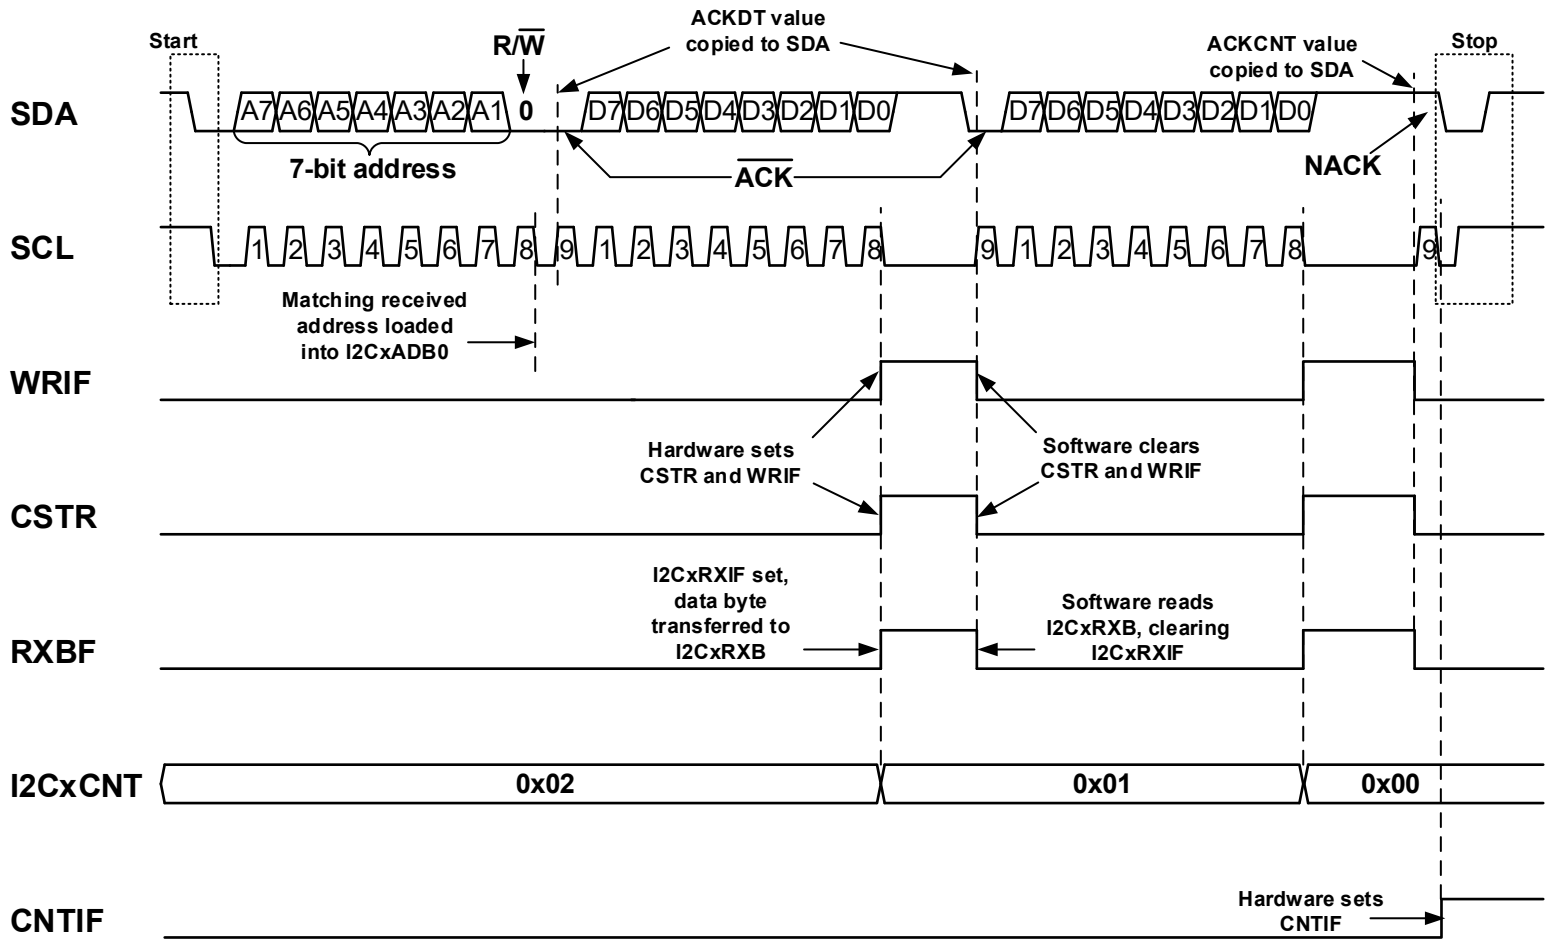 ACKDT value
copied to SDA
Start
R/W̅
ACKCNT value
copied to SDA
Stop
SDA
A7 A6 A5 A4 A3 A2 A1 0 D7 D6 D5 D4 D3 D2 D1 D0 D7 D6 D5 D4 D3 D2 D1 D0
7-bit address
A̅C̅K̅
NACK
SCL
1 2 3 4 5 6 7 8 9 1 2 3 4 5 6 7 8 9 1 2 3 4 5 6 7 8 9
Matching received
address loaded
into I2CxADB0
WRIF
Hardware sets
CSTR and WRIF
Software clears
CSTR and WRIF
CSTR
I2CxRXIF set,
data byte
transferred to
I2CxRXB
Software reads
I2CxRXB, clearing
I2CxRXIF
RXBF
I2CxCNT
0x02 0x01 0x00
Hardware sets
CNTIF
CNTIF